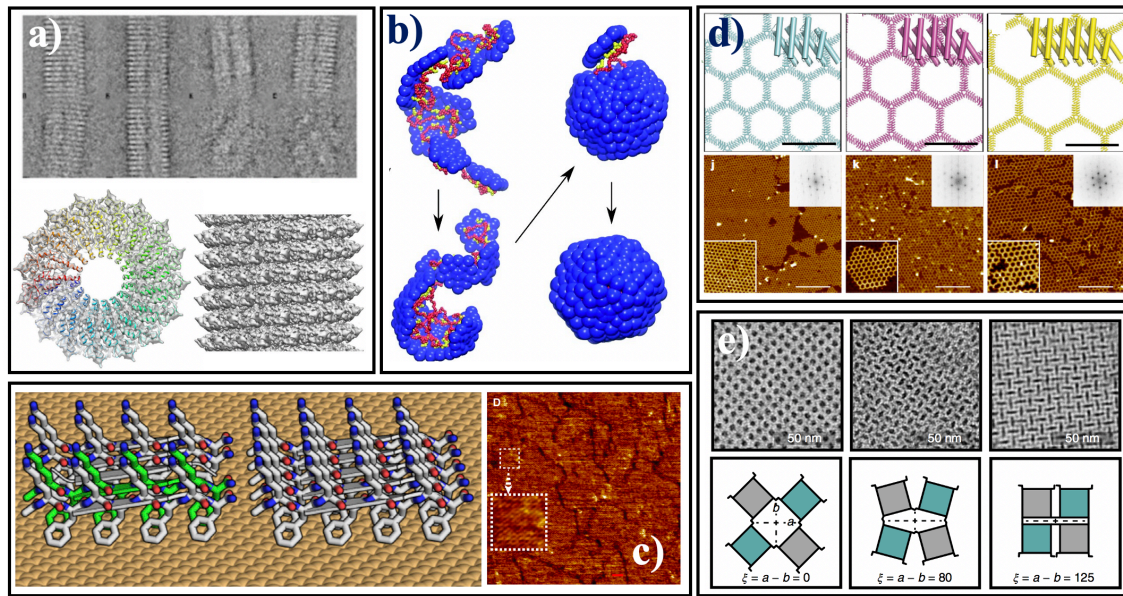 a)
b)
d)
j
k
l
e)
50 nm
50 nm
50 nm
b
a
ξ = a − b = 0
ξ = a − b = 80
ξ = a − b = 125
D
c)